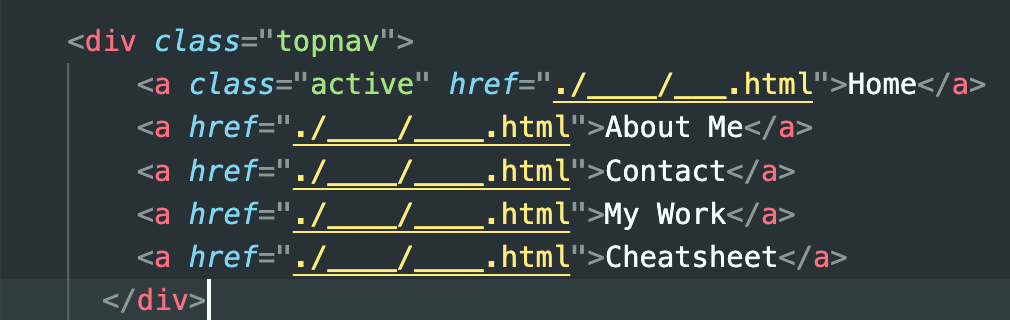 <div class="topnav">
<a class="active" href="./____/___.html">Home</a>
<a href="./____/____.html">About Me</a>
<a href="./____/____.html">Contact</a>
<a href="./____/____.html">My Work</a>
<a href="./____/____.html">Cheatsheet</a>
</div>